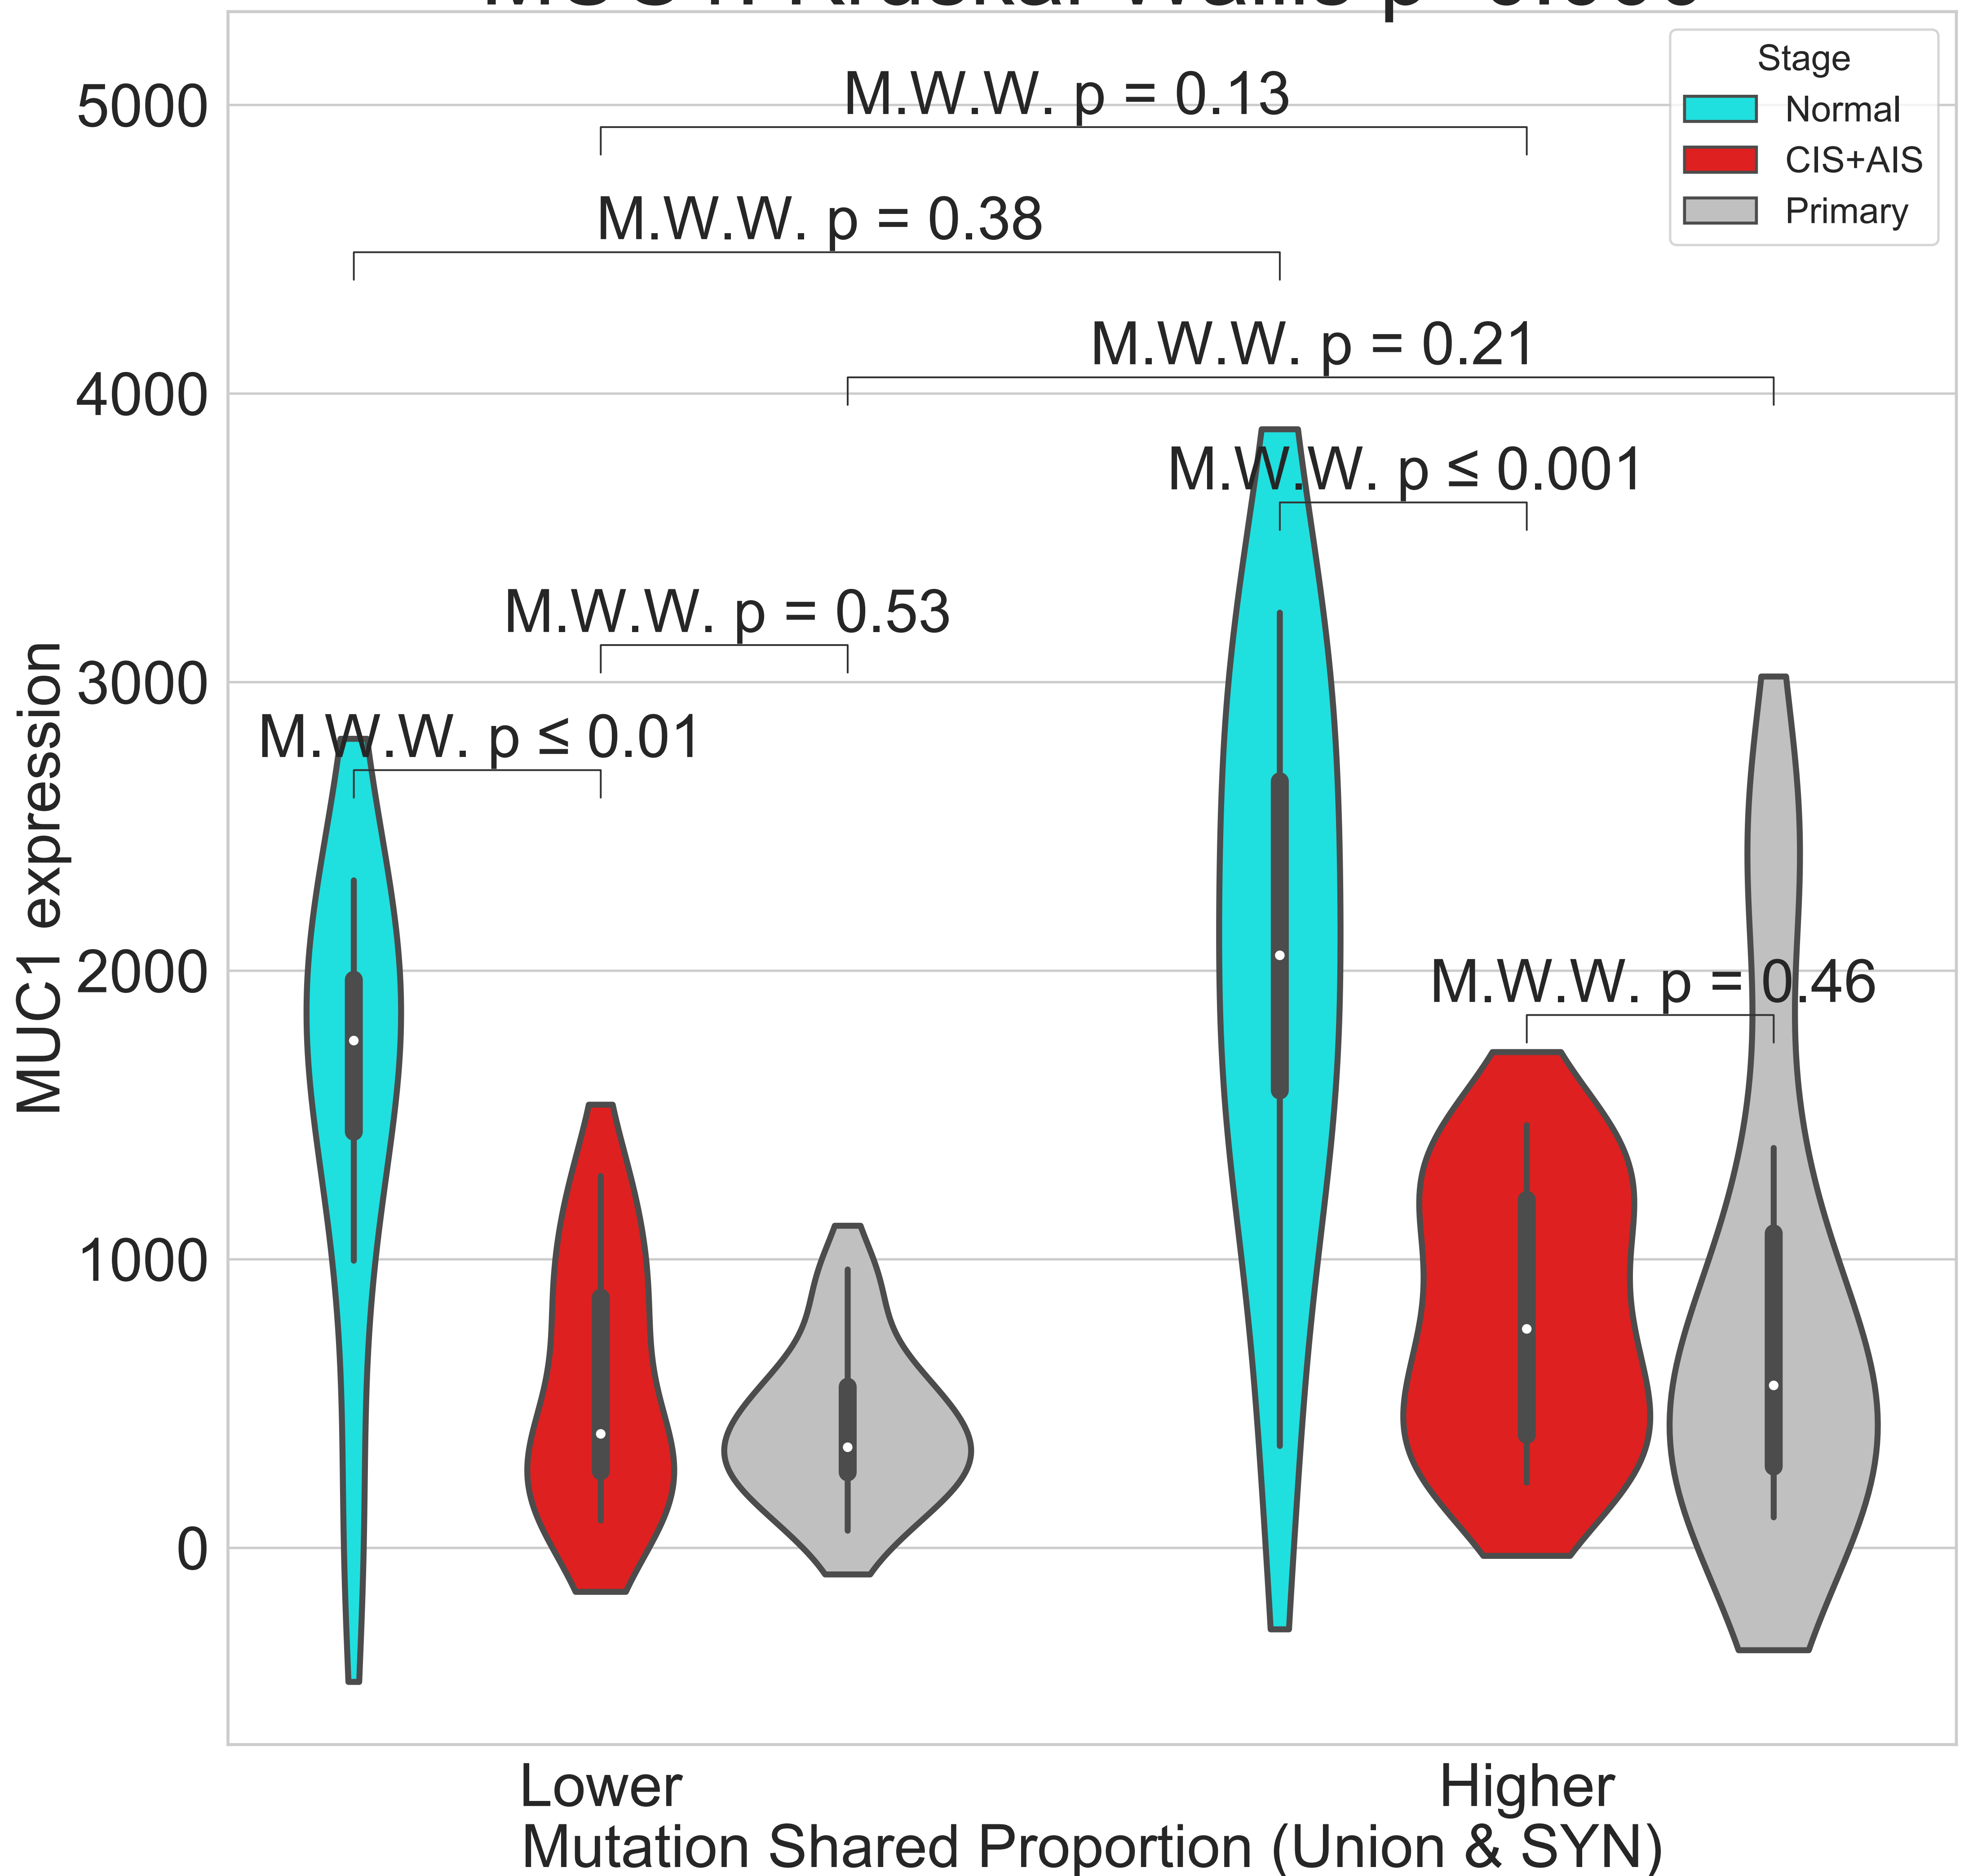 Stage
Normal
CIS+AIS
Primary
M.W.W. p = 0.13
M.W.W. p = 0.38
M.W.W. p = 0.21
M.W.W. p ≤ 0.001
M.W.W. p = 0.53
M.W.W. p ≤ 0.01
M.W.W. p = 0.46
MUC1 expression
5000
4000
3000
2000
1000
0
Lower
Higher
Mutation Shared Proportion (Union & SYN)